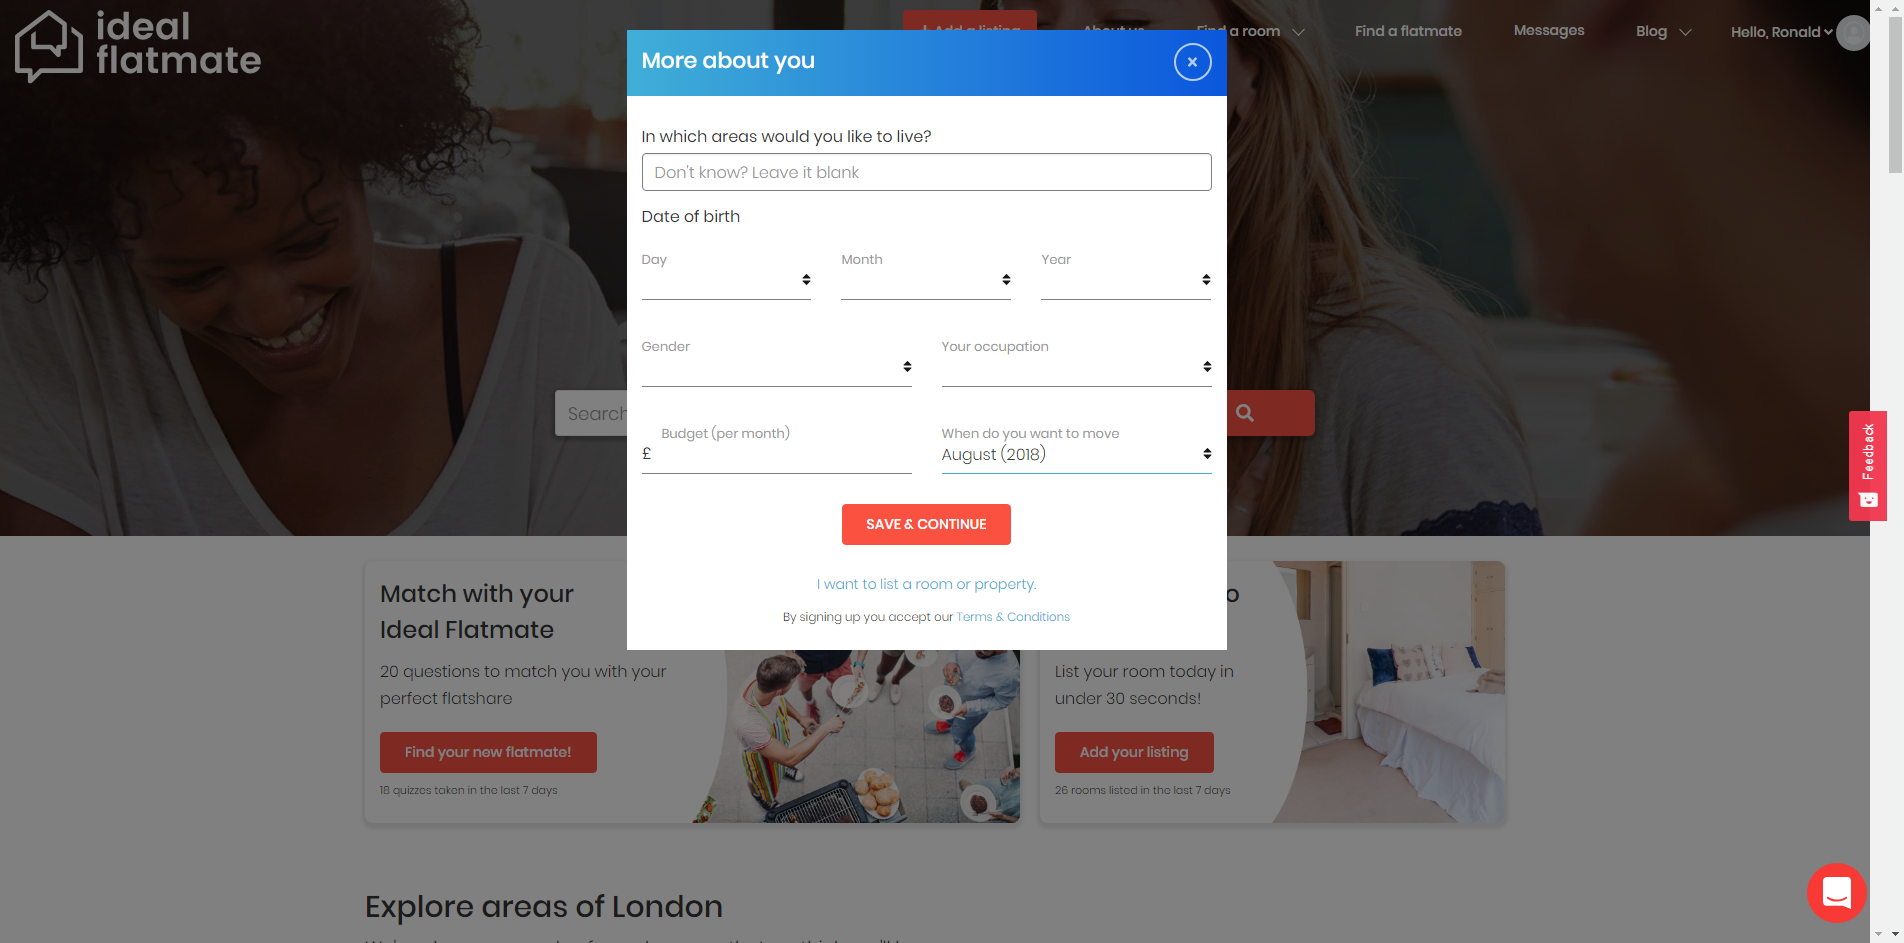 ideal
flatmate
Add a listing
About us
Find a room
Find a flatmate
Messages
Blog
Hello, Ronald
More about you
In which areas would you like to live?
Don't know? Leave it blank
Date of birth
Day
Month
Year
Gender
Your occupation
Search
Budget (per month)
£
When do you want to move
August (2018)
Feedback
SAVE & CONTINUE
I want to list a room or property.
By signing up you accept our Terms & Conditions
Match with your
Ideal Flatmate
20 questions to match you with your
perfect flatshare
Find your new flatmate!
18 quizzes taken in the last 7 days
List your room today in
under 30 seconds!
Add your listing
26 rooms listed in the last 7 days
Explore areas of London